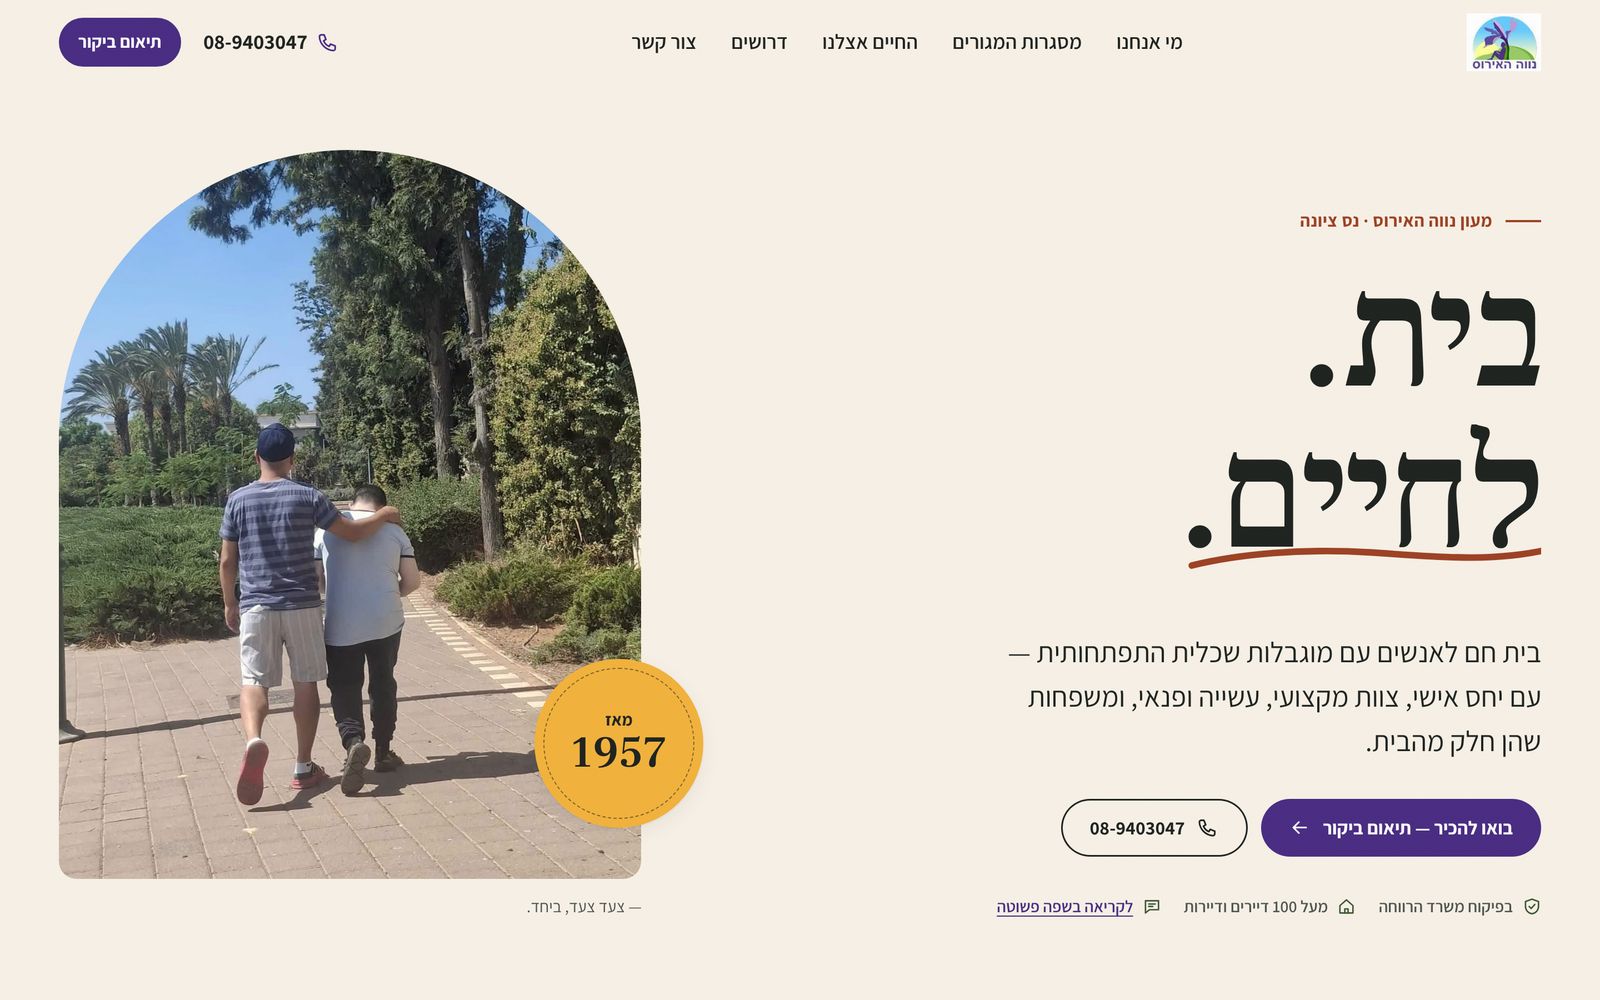 נווה האירוס
מי אנחנו
מסגרות המגורים
החיים אצלנו
דרושים
צור קשר
08-9403047
תיאום ביקור
מעון נווה האירוס · נס ציונה
בית.
לחיים.
בית חם לאנשים עם מוגבלות שכלית התפתחותית —
עם יחס אישי, צוות מקצועי, עשייה ופנאי, ומשפחות
שהן חלק מהבית.
בואו להכיר — תיאום ביקור ←
08-9403047
בפיקוח משרד הרווחה
מעל 100 דיירים ודיירות
לקריאה בשפה פשוטה
מאז
1957
— צעד צעד, ביחד.